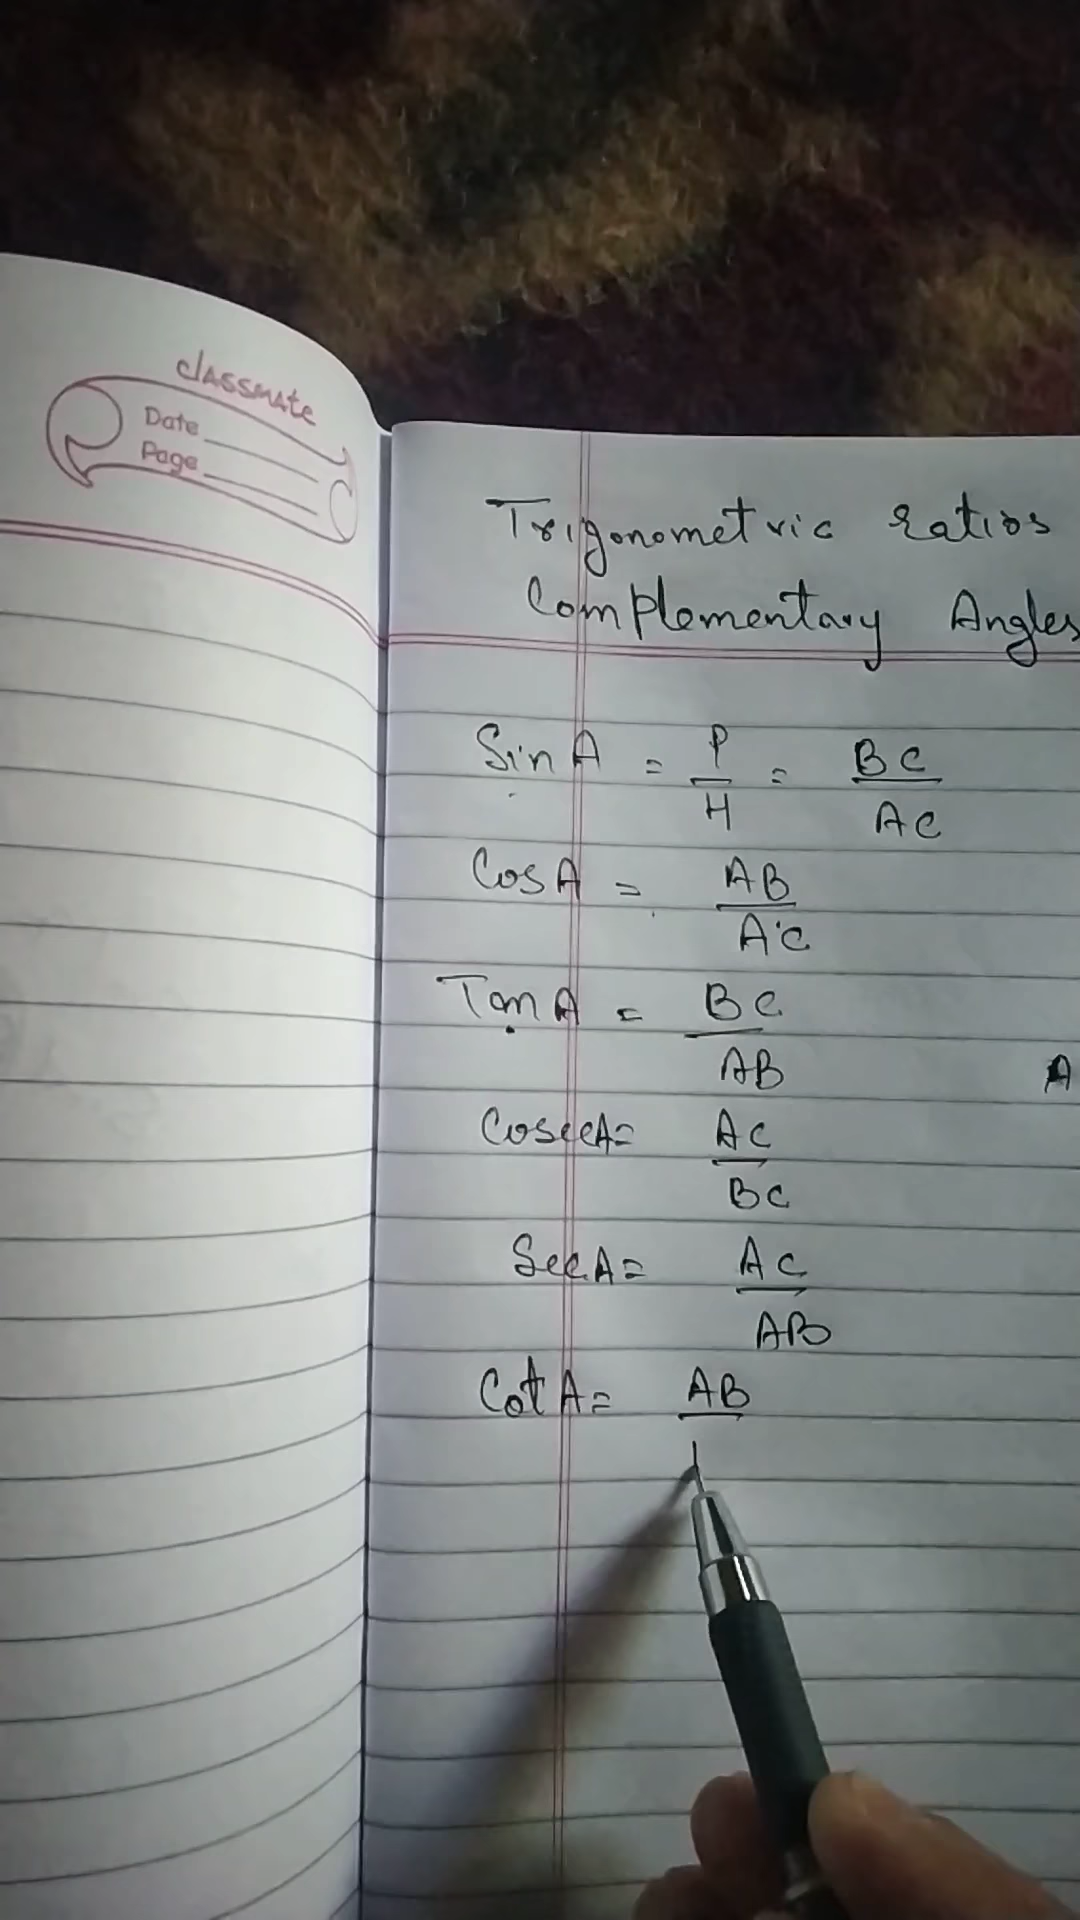 classmate
Date
Page
Trigonometric ratios
Complementary Angles
Sin A = P/H = BC/AC
Cos A = AB/AC
Tan A = BC/AB
A
Cosec A = AC/BC
Sec A = AC/AB
Cot A = AB